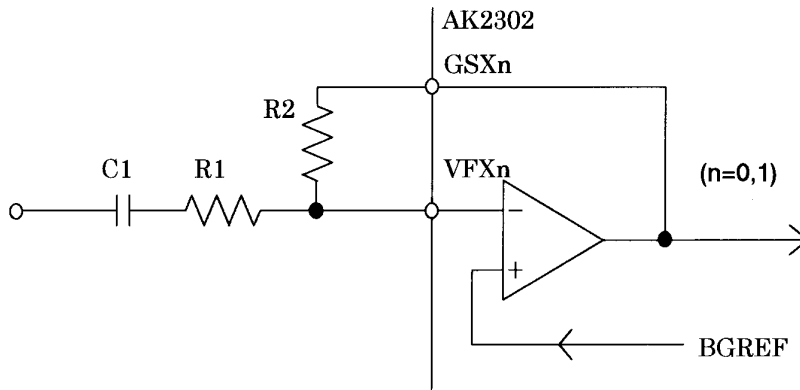 AK2302
GSXn
R2
C1
R1
VFXn
(n=0,1)
−
+
BGREF